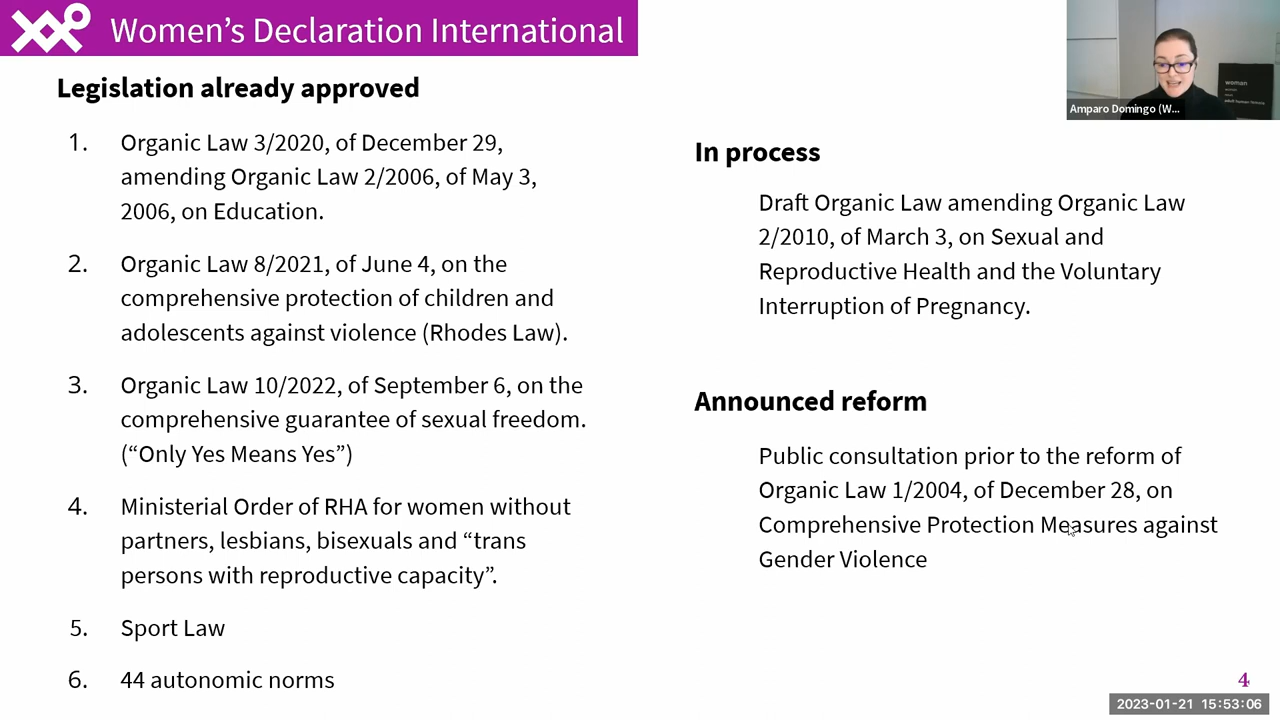 Women’s Declaration International
Legislation already approved
1. Organic Law 3/2020, of December 29,
amending Organic Law 2/2006, of May 3,
2006, on Education.
2. Organic Law 8/2021, of June 4, on the
comprehensive protection of children and
adolescents against violence (Rhodes Law).
3. Organic Law 10/2022, of September 6, on the
comprehensive guarantee of sexual freedom.
(“Only Yes Means Yes”)
4. Ministerial Order of RHA for women without
partners, lesbians, bisexuals and “trans
persons with reproductive capacity”.
5. Sport Law
6. 44 autonomic norms
In process
Draft Organic Law amending Organic Law
2/2010, of March 3, on Sexual and
Reproductive Health and the Voluntary
Interruption of Pregnancy.
Announced reform
Public consultation prior to the reform of
Organic Law 1/2004, of December 28, on
Comprehensive Protection Measures against
Gender Violence
woman
adult human female
Amparo Domingo (W...
4
2023-01-21 15:53:06